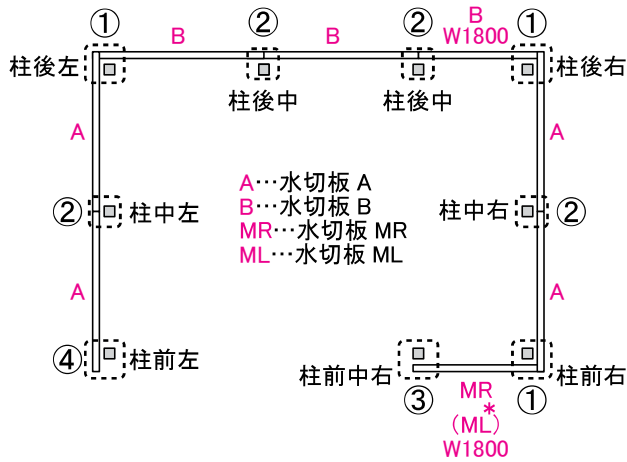 ① ② ② B ①
B B W1800
柱後左 柱後右
柱後中 柱後中
A A
A…水切板 A
② 柱中左 B…水切板 B 柱中右 ②
MR…水切板 MR
ML…水切板 ML
A A
④ 柱前左 柱前中右 柱前右
③ MR ①
*
(ML)
W1800